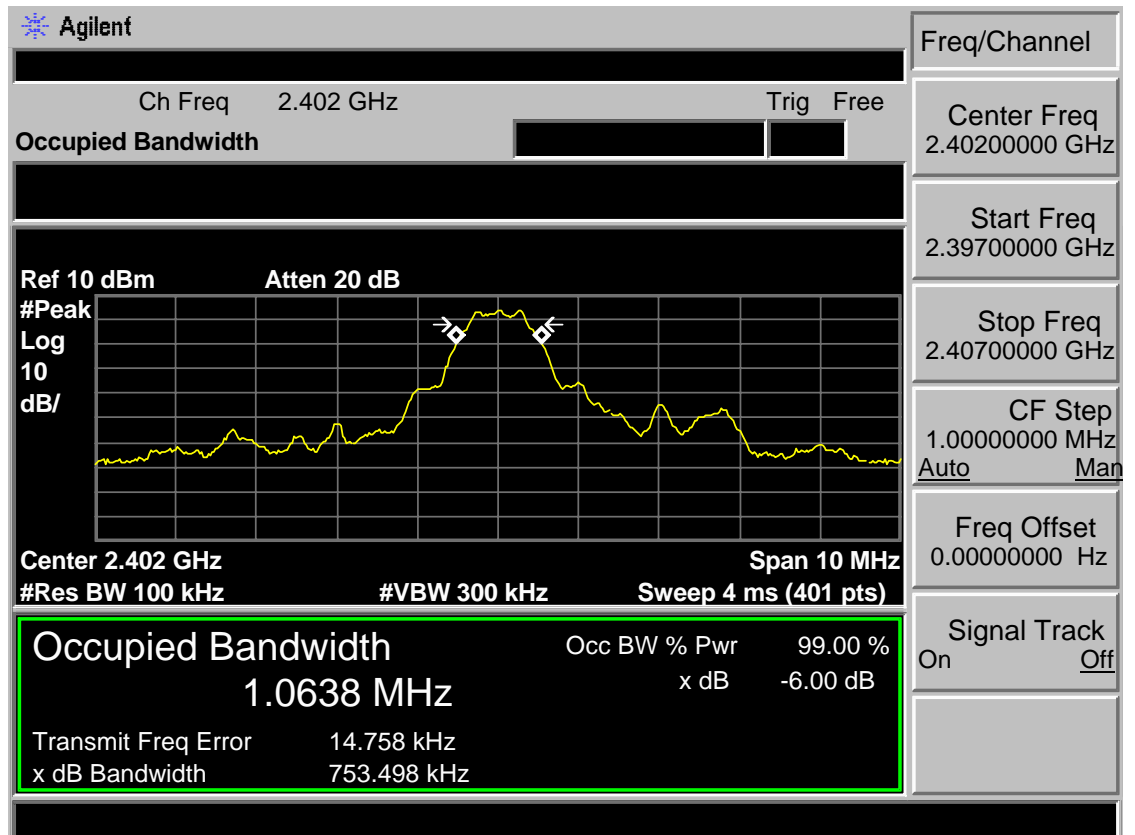 Agilent
Freq/Channel
Ch Freq 2.402 GHz Trig Free
Occupied Bandwidth
Center Freq
2.40200000 GHz
Start Freq
2.39700000 GHz
Ref 10 dBm Atten 20 dB
#Peak
Log
10
dB/
Stop Freq
2.40700000 GHz
CF Step
1.00000000 MHz
Auto Man
Freq Offset
0.00000000 Hz
Center 2.402 GHz Span 10 MHz
#Res BW 100 kHz #VBW 300 kHz Sweep 4 ms (401 pts)
Signal Track
On Off
Occupied Bandwidth Occ BW % Pwr 99.00 %
1.0638 MHz x dB -6.00 dB
Transmit Freq Error 14.758 kHz
x dB Bandwidth 753.498 kHz